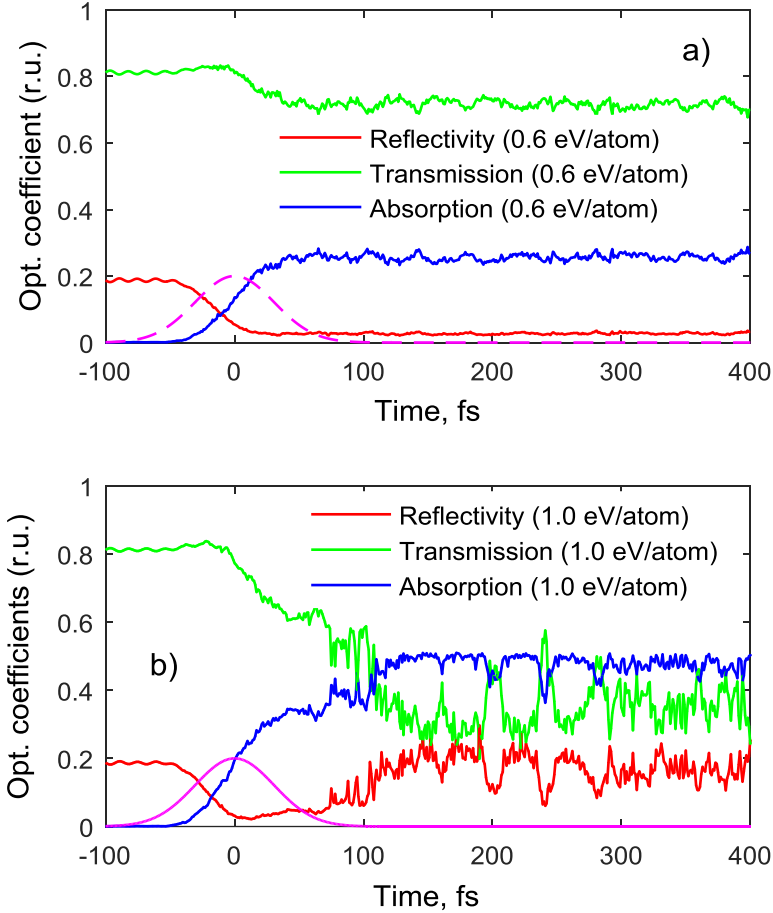 1
0.8
0.6
0.4
0.2
0
Opt. coefficient (r.u.)
a)
Reflectivity (0.6 eV/atom)
Transmission (0.6 eV/atom)
Absorption (0.6 eV/atom)
-100 0 100 200 300 400
Time, fs
1
0.8
0.6
0.4
0.2
0
Opt. coefficients (r.u.)
Reflectivity (1.0 eV/atom)
Transmission (1.0 eV/atom)
Absorption (1.0 eV/atom)
b)
-100 0 100 200 300 400
Time, fs